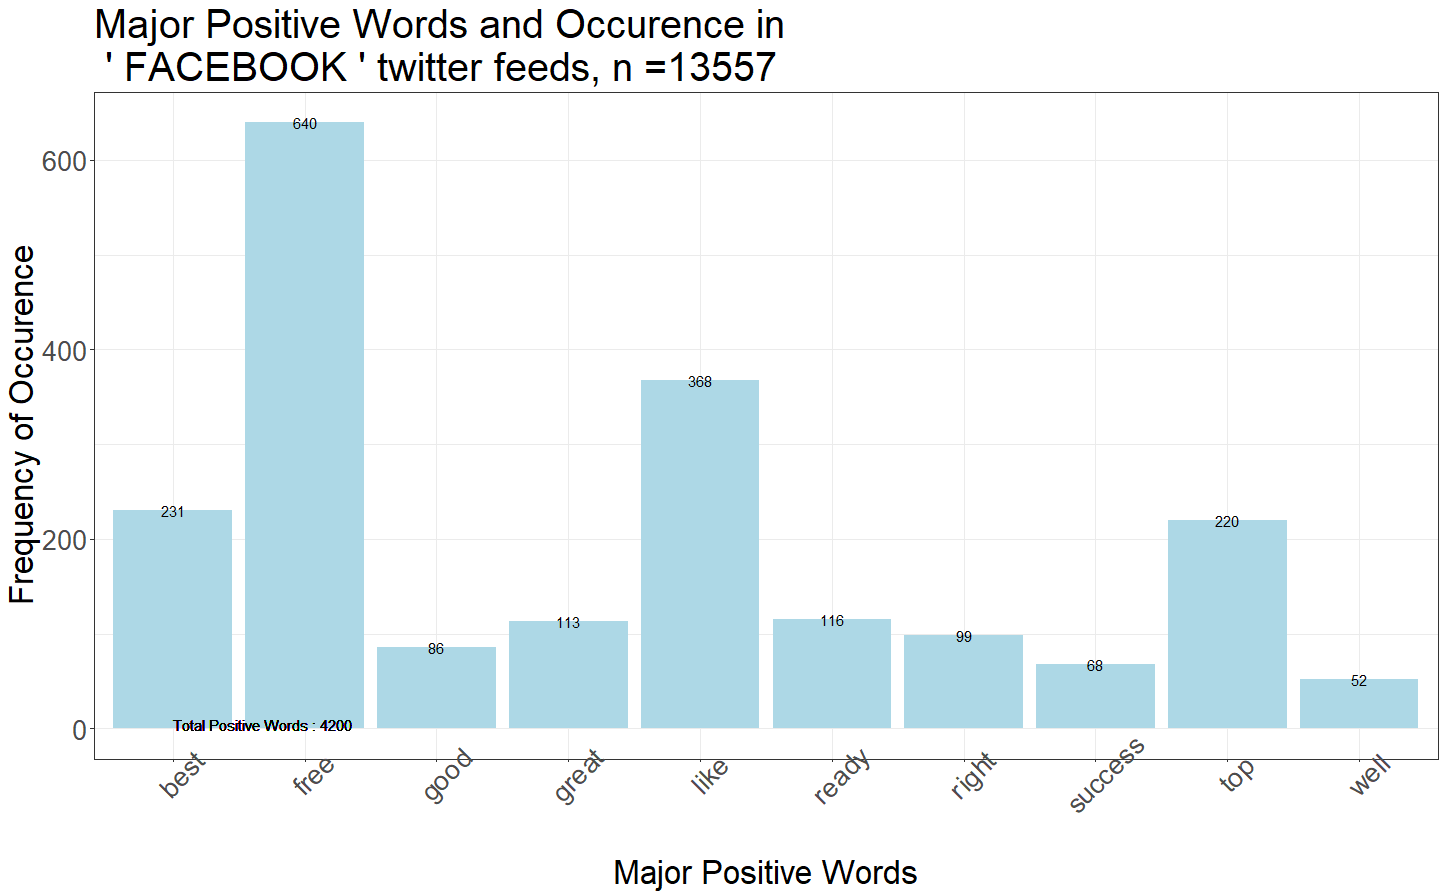 Major Positive Words and Occurence in
' FACEBOOK ' twitter feeds, n =13557
Frequency of Occurence
600
400
200
0
640
368
231
220
116
113
99
86
68
52
Total Positive Words : 4200
best
free
good
great
like
ready
right
success
top
well
Major Positive Words